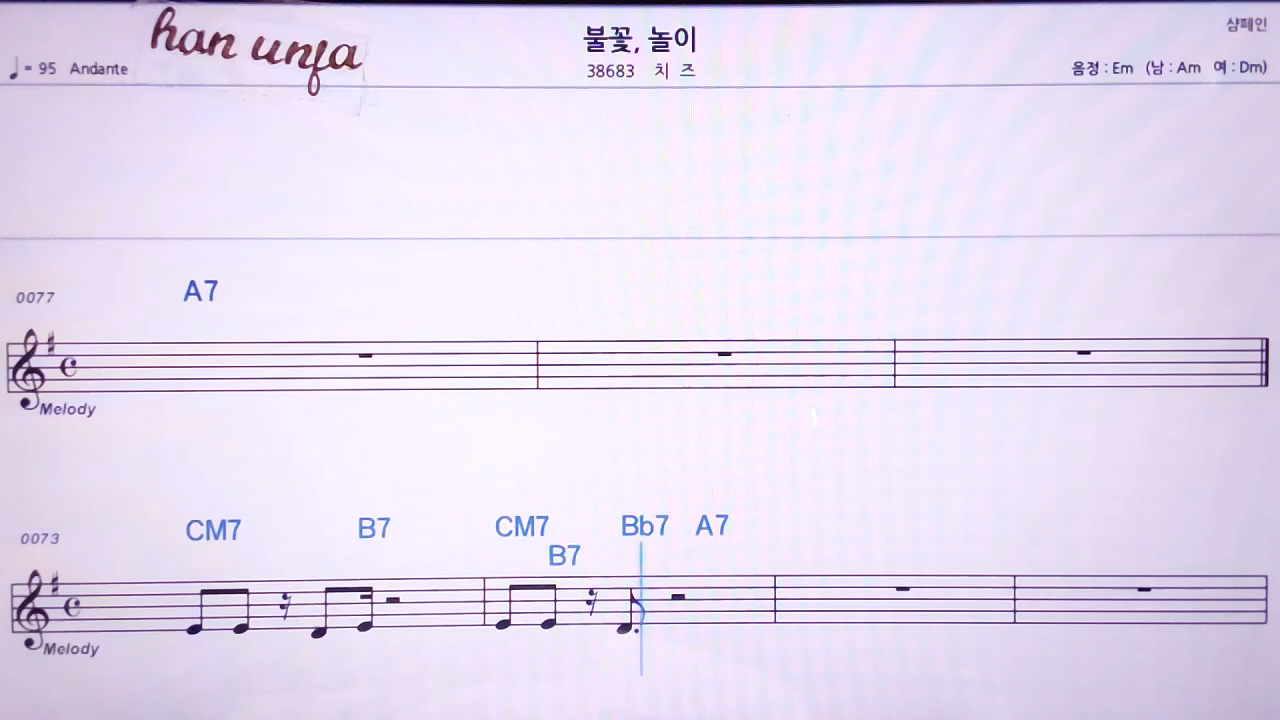 han unfa
불꽃, 놀이
샴페인
♩= 95 Andante
38683 치 즈
음정 : Em (남 : Am 여 : Dm)
0077
A7
Melody
0073
CM7 B7 CM7 Bb7 A7
B7
Melody